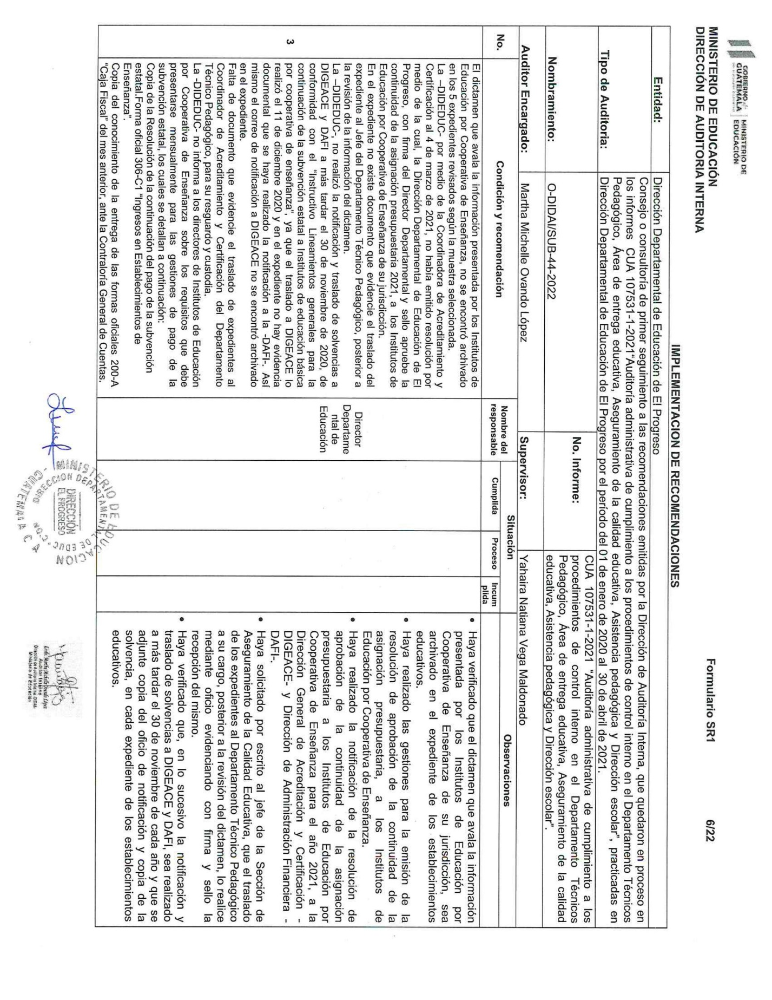 GOBIERNO de
GUATEMALA
MINISTERIO DE
EDUCACIÓN
MINISTERIO DE EDUCACIÓN
DIRECCIÓN DE AUDITORIA INTERNA
Formulario SR1
6/22
IMPLEMENTACION DE RECOMENDACIONES
Entidad:
Dirección Departamental de Educación de El Progreso
Tipo de Auditoria:
Consejo o consultoría de primer seguimiento a las recomendaciones emitidas por la Dirección de Auditoría Interna, que quedaron en proceso en
los informes CUA 107531-1-2021“Auditoría administrativa de cumplimiento a los procedimientos de control interno en el Departamento Técnicos
Pedagógico, Área de entrega educativa, Aseguramiento de la calidad educativa, Asistencia pedagógica y Dirección escolar”, practicadas en
Dirección Departamental de Educación de El Progreso por el período del 01 de enero de 2020 al 30 de abril de 2021.
Nombramiento:
O-DIDAI/SUB-44-2022
No. Informe:
CUA 107531-1-2021 “Auditoría administrativa de cumplimiento a los
procedimientos de control interno en el Departamento Técnicos
Pedagógico, Área de entrega educativa, Aseguramiento de la calidad
educativa, Asistencia pedagógica y Dirección escolar”.
Auditor Encargado:
Martha Michelle Ovando López
Supervisor:
Yahaira Natiana Vega Maldonado
No.
Condición y recomendación
Nombre del
responsable
Situación
Cumplida
Proceso
Incum
plida
Observaciones
3
El dictamen que avala la información presentada por los Institutos de
Educación por Cooperativa de Enseñanza, no se encontró archivado
en los 5 expedientes revisados según la muestra seleccionada.
La –DIDEDUC- por medio de la Coordinadora de Acreditamiento y
Certificación al 4 de marzo de 2021, no había emitido resolución por
medio de la cual, la Dirección Departamental de Educación de El
Progreso, con firma del Director Departamental y sello apruebe la
continuidad de la asignación presupuestaria 2021, a los Institutos de
Educación por Cooperativa de Enseñanza de su jurisdicción.
En el expediente no existe documento que evidencie el traslado del
expediente al Jefe del Departamento Técnico Pedagógico, posterior a
la revisión de la información del dictamen.
La –DIDEDUC-, no realizó la notificación y traslado de solvencias a
DIGEACE y DAFI a más tardar el 30 de noviembre de 2020, de
conformidad con el “Instructivo Lineamientos generales para la
continuación de la subvención estatal a Institutos de educación básica
por cooperativa de enseñanza”, ya que el traslado a DIGEACE lo
realizó el 11 de diciembre 2020 y en el expediente no hay evidencia
documental que se haya realizado la notificación a la -DAFI-. Así
mismo el correo de notificación a DIGEACE no se encontró archivado
en el expediente.
Falta de documento que evidencie el traslado de expedientes al
Coordinador de Acreditamiento y Certificación del Departamento
Técnico Pedagógico, para su resguardo y custodia.
La -DIDEDUC- no informa a los directores de Institutos de Educación
por Cooperativa de Enseñanza sobre los requisitos que debe
presentarse mensualmente para las gestiones de pago de la
subvención estatal, los cuales se detallan a continuación:
Copia de la Resolución de la continuación del pago de la subvención
estatal.Forma oficial 306-C1 “Ingresos en Establecimientos de
Enseñanza”.
Copia del conocimiento de la entrega de las formas oficiales 200-A
“Caja Fiscal” del mes anterior, ante la Contraloría General de Cuentas.
Director
Departame
ntal de
Educación
• Haya verificado que el dictamen que avala la información
presentada por los Institutos de Educación por
Cooperativa de Enseñanza de su jurisdicción, sea
archivado en el expediente de los establecimientos
educativos.
• Haya realizado las gestiones para la emisión de la
resolución de aprobación de la continuidad de la
asignación presupuestaria, a los Institutos de
Educación por Cooperativa de Enseñanza.
• Haya realizado la notificación de la resolución de
aprobación de la continuidad de la asignación
presupuestaria a los Institutos de Educación por
Cooperativa de Enseñanza para el año 2021, a la
Dirección General de Acreditación y Certificación -
DIGEACE- y Dirección de Administración Financiera -
DAFI-.
• Haya solicitado por escrito al jefe de la Sección de
Aseguramiento de la Calidad Educativa, que el traslado
de los expedientes al Departamento Técnico Pedagógico
a su cargo, posterior a la revisión del dictamen, lo realice
mediante oficio evidenciando con firma y sello la
recepción del mismo.
• Haya verificado que, en lo sucesivo la notificación y
traslado de solvencias a DIGEACE y DAFI, sea realizado
a más tardar el 30 de noviembre de cada año y que se
adjunte copia del oficio de notificación y copia de la
solvencia, en cada expediente de los establecimientos
educativos.
MINISTERIO DE EDUCACION
DIRECCION DEPARTAMENTAL DE EDUC.
DIRECCIÓN
EL PROGRESO
GUATEMALA C A
Auditor Interno
Dirección de Auditoría Interna -DIDAI-
Ministerio de Educación